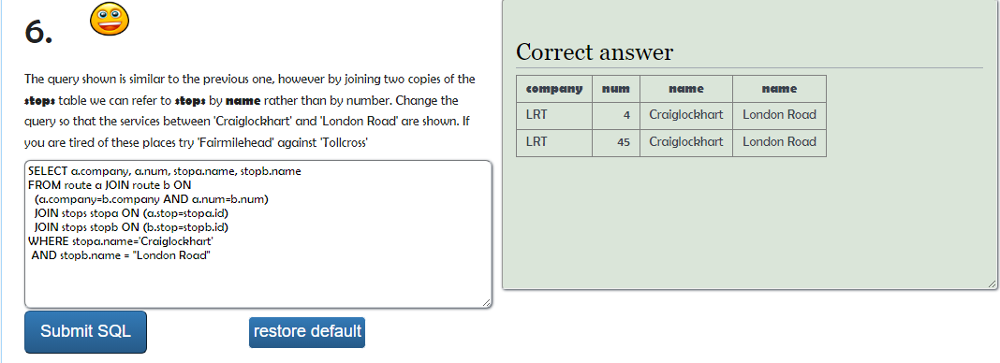 6.
The query shown is similar to the previous one, however by joining two copies of the
stops table we can refer to stops by name rather than by number. Change the
query so that the services between 'Craiglockhart' and 'London Road' are shown. If
you are tired of these places try 'Fairmilehead' against 'Tollcross'
SELECT a.company, a.num, stopa.name, stopb.name
FROM route a JOIN route b ON
(a.company=b.company AND a.num=b.num)
JOIN stops stopa ON (a.stop=stopa.id)
JOIN stops stopb ON (b.stop=stopb.id)
WHERE stopa.name='Craiglockhart'
AND stopb.name = "London Road"
Submit SQL
restore default
Correct answer
company num name name
LRT 4 Craiglockhart London Road
LRT 45 Craiglockhart London Road